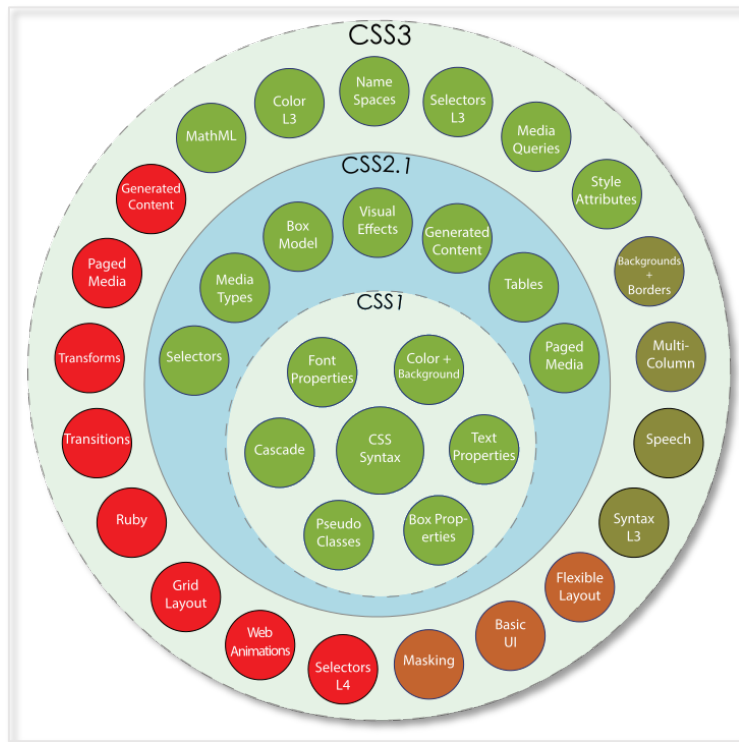 CSS3
Name
Spaces
Selectors
L3
Media
Queries
Style
Attributes
Backgrounds
+
Borders
Multi-
Column
Speech
Syntax
L3
Flexible
Layout
Basic
UI
Masking
Selectors
L4
Web
Animations
Grid
Layout
Ruby
Transitions
Transforms
Paged
Media
Generated
Content
MathML
Color
L3
CSS2.1
Selectors
Media
Types
Box
Model
Visual
Effects
Generated
Content
Tables
Paged
Media
CSS1
Font
Properties
Color +
Background
Cascade
CSS
Syntax
Text
Properties
Pseudo
Classes
Box Prop-
erties